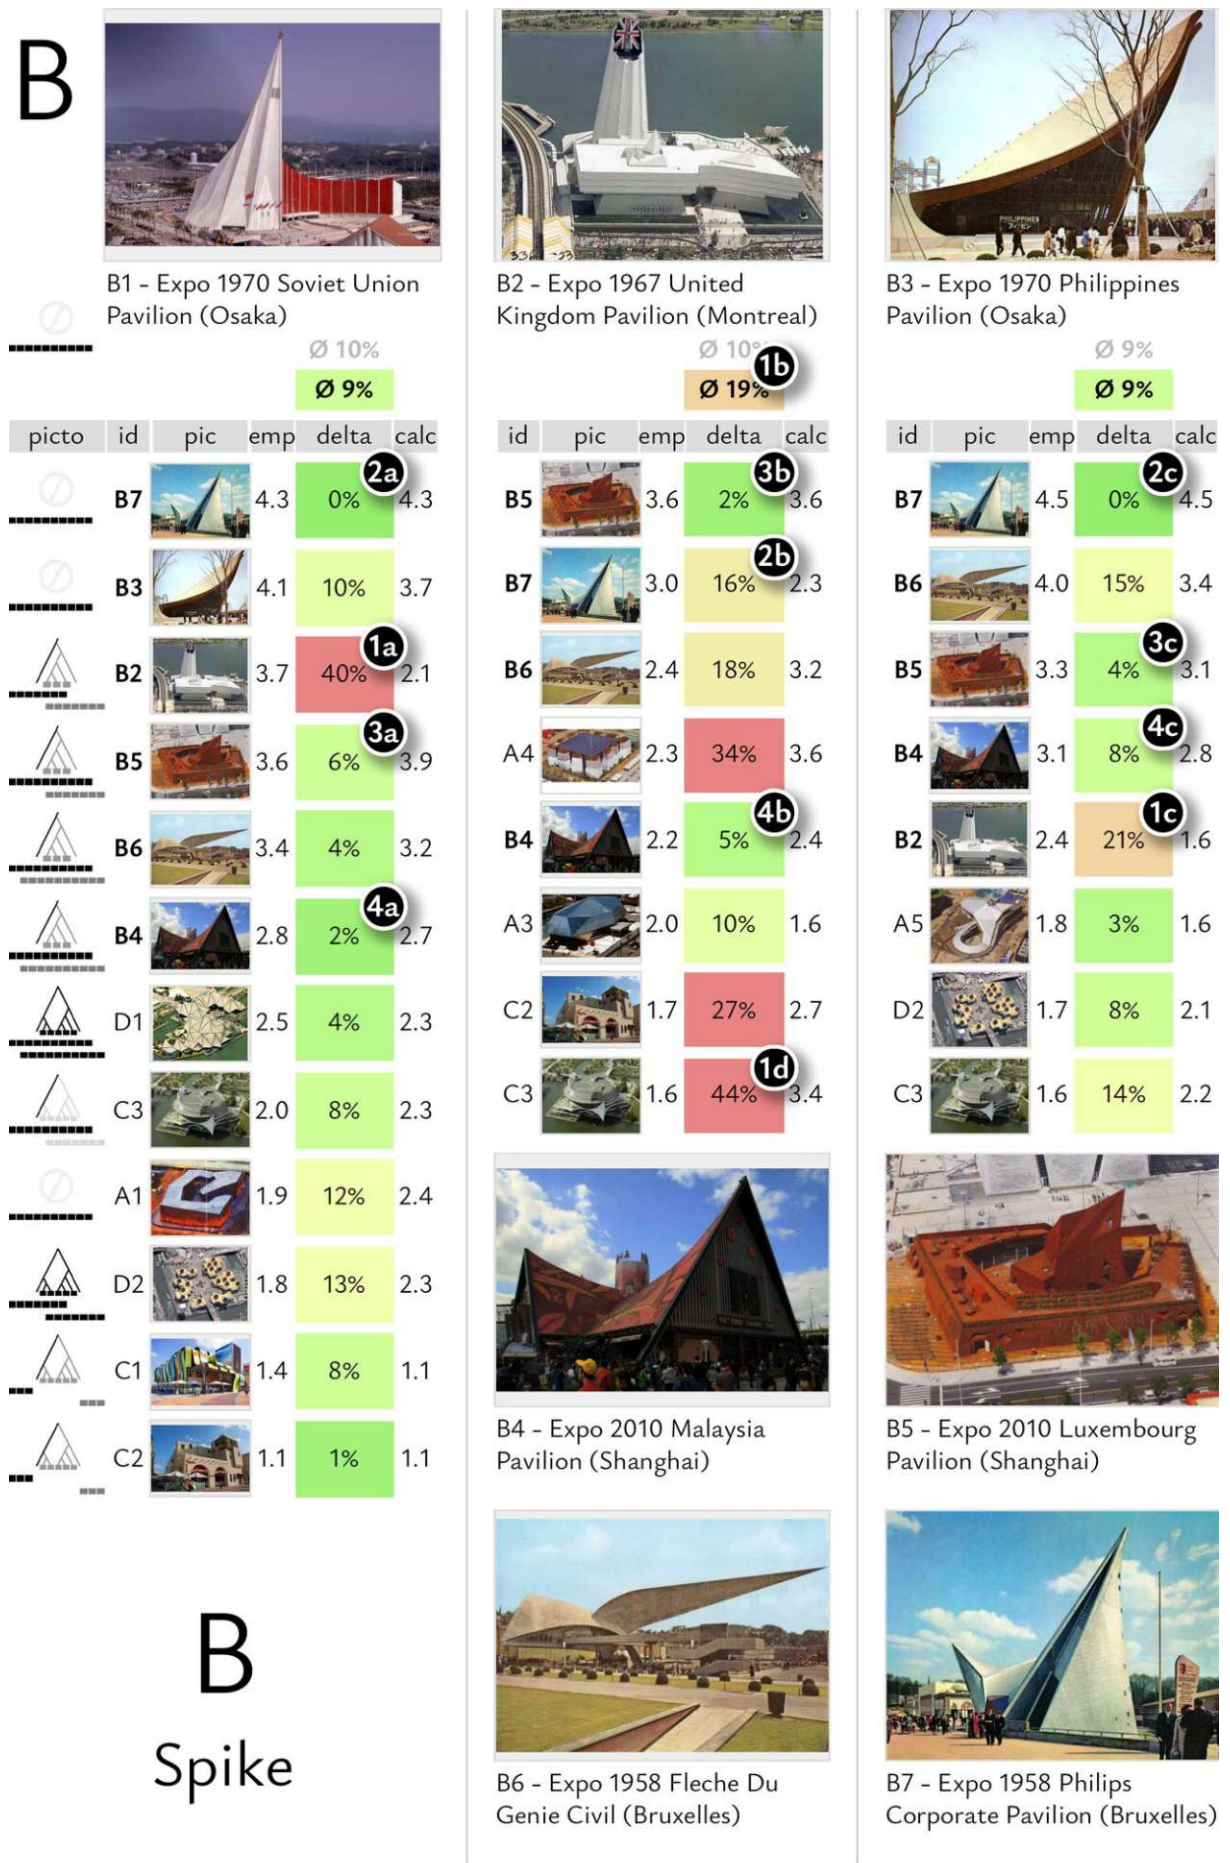 B
B1 - Expo 1970 Soviet Union
Pavilion (Osaka)
Ø 10%
Ø 9%
picto id pic emp delta calc
B7 4.3 0% 2a 4.3
B3 4.1 10% 3.7
B2 3.7 40% 1a 2.1
B5 3.6 6% 3a 3.9
B6 3.4 4% 3.2
B4 2.8 2% 4a 2.7
D1 2.5 4% 2.3
C3 2.0 8% 2.3
A1 1.9 12% 2.4
D2 1.8 13% 2.3
C1 1.4 8% 1.1
C2 1.1 1% 1.1
B
Spike
B2 - Expo 1967 United
Kingdom Pavilion (Montreal)
Ø 10%
1b
Ø 19%
id pic emp delta calc
B5 3.6 2% 3b 3.6
B7 3.0 16% 2b 2.3
B6 2.4 18% 3.2
A4 2.3 34% 3.6
B4 2.2 5% 4b 2.4
A3 2.0 10% 1.6
C2 1.7 27% 2.7
C3 1.6 44% 1d 3.4
B4 - Expo 2010 Malaysia
Pavilion (Shanghai)
B6 - Expo 1958 Fleche Du
Genie Civil (Bruxelles)
PHILIPPINES
フィリピン
B3 - Expo 1970 Philippines
Pavilion (Osaka)
Ø 9%
Ø 9%
id pic emp delta calc
B7 4.5 0% 2c 4.5
B6 4.0 15% 3.4
B5 3.3 4% 3c 3.1
B4 3.1 8% 4c 2.8
B2 2.4 21% 1c 1.6
A5 1.8 3% 1.6
D2 1.7 8% 2.1
C3 1.6 14% 2.2
B5 - Expo 2010 Luxembourg
Pavilion (Shanghai)
B7 - Expo 1958 Philips
Corporate Pavilion (Bruxelles)